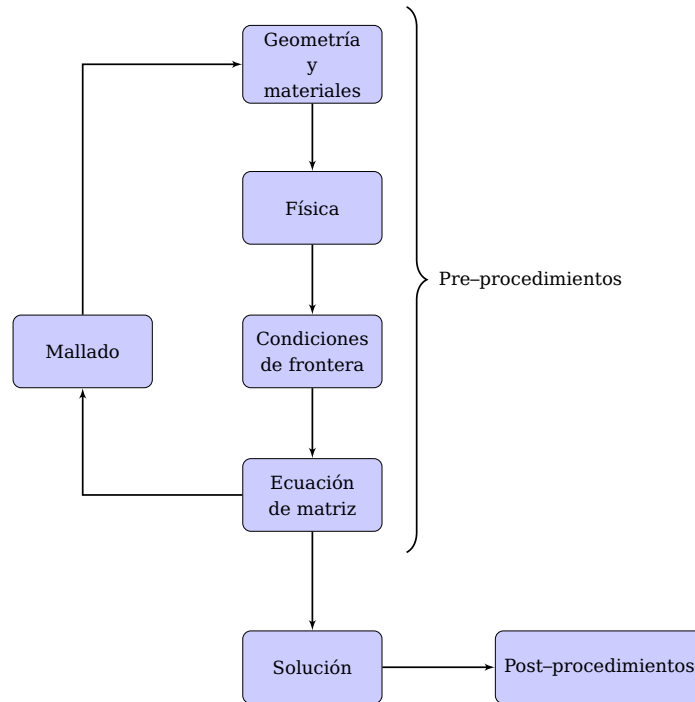 Geometría
y
materiales
Física
Pre–procedimientos
Mallado
Condiciones
de frontera
Ecuación
de matriz
Solución
Post–procedimientos